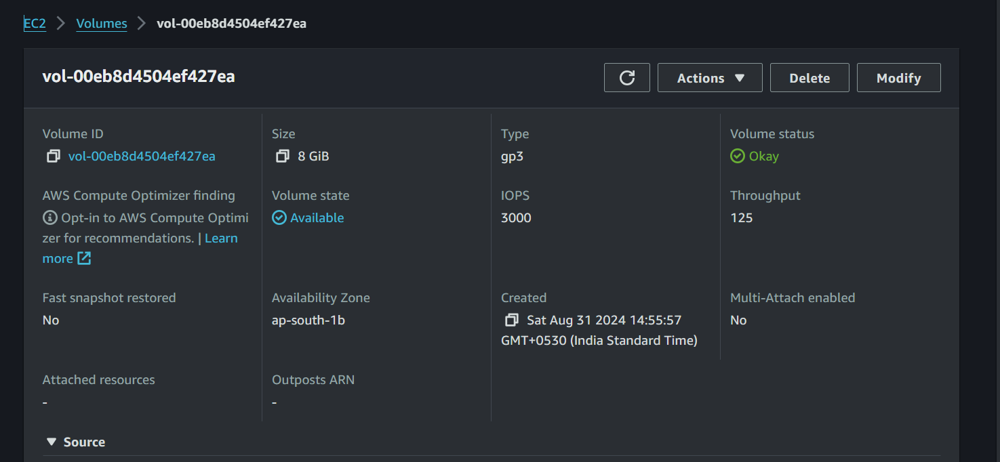 EC2 > Volumes > vol-00eb8d4504ef427ea
vol-00eb8d4504ef427ea
Actions ▼ Delete Modify
Volume ID
vol-00eb8d4504ef427ea
Size
8 GiB
Type
gp3
Volume status
Okay
AWS Compute Optimizer finding
Opt-in to AWS Compute Optimi
zer for recommendations. | Learn
more
Volume state
Available
IOPS
3000
Throughput
125
Fast snapshot restored
No
Availability Zone
ap-south-1b
Created
Sat Aug 31 2024 14:55:57
GMT+0530 (India Standard Time)
Multi-Attach enabled
No
Attached resources
-
Outposts ARN
-
▼ Source